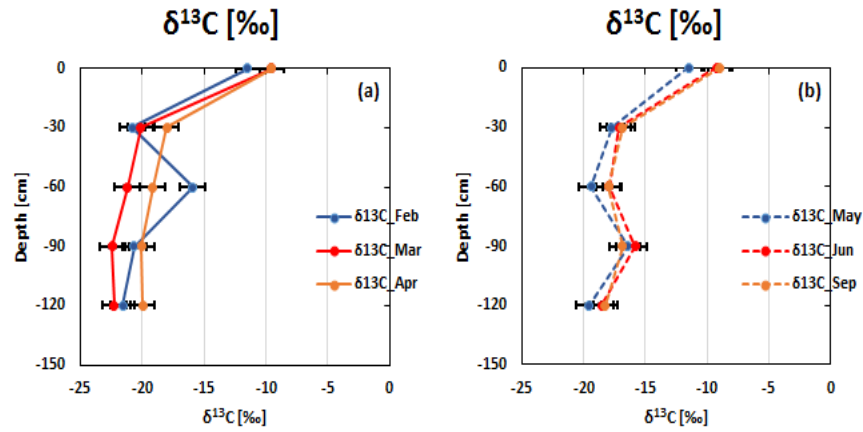 δ¹³C [‰]
(a)
0
-30
-60
-90
-120
-150
Depth [cm]
δ13C_Feb
δ13C_Mar
δ13C_Apr
-25 -20 -15 -10 -5 0
δ¹³C [‰]
δ¹³C [‰]
(b)
0
-30
-60
-90
-120
-150
Depth [cm]
δ13C_May
δ13C_Jun
δ13C_Sep
-25 -20 -15 -10 -5 0
δ¹³C [‰]